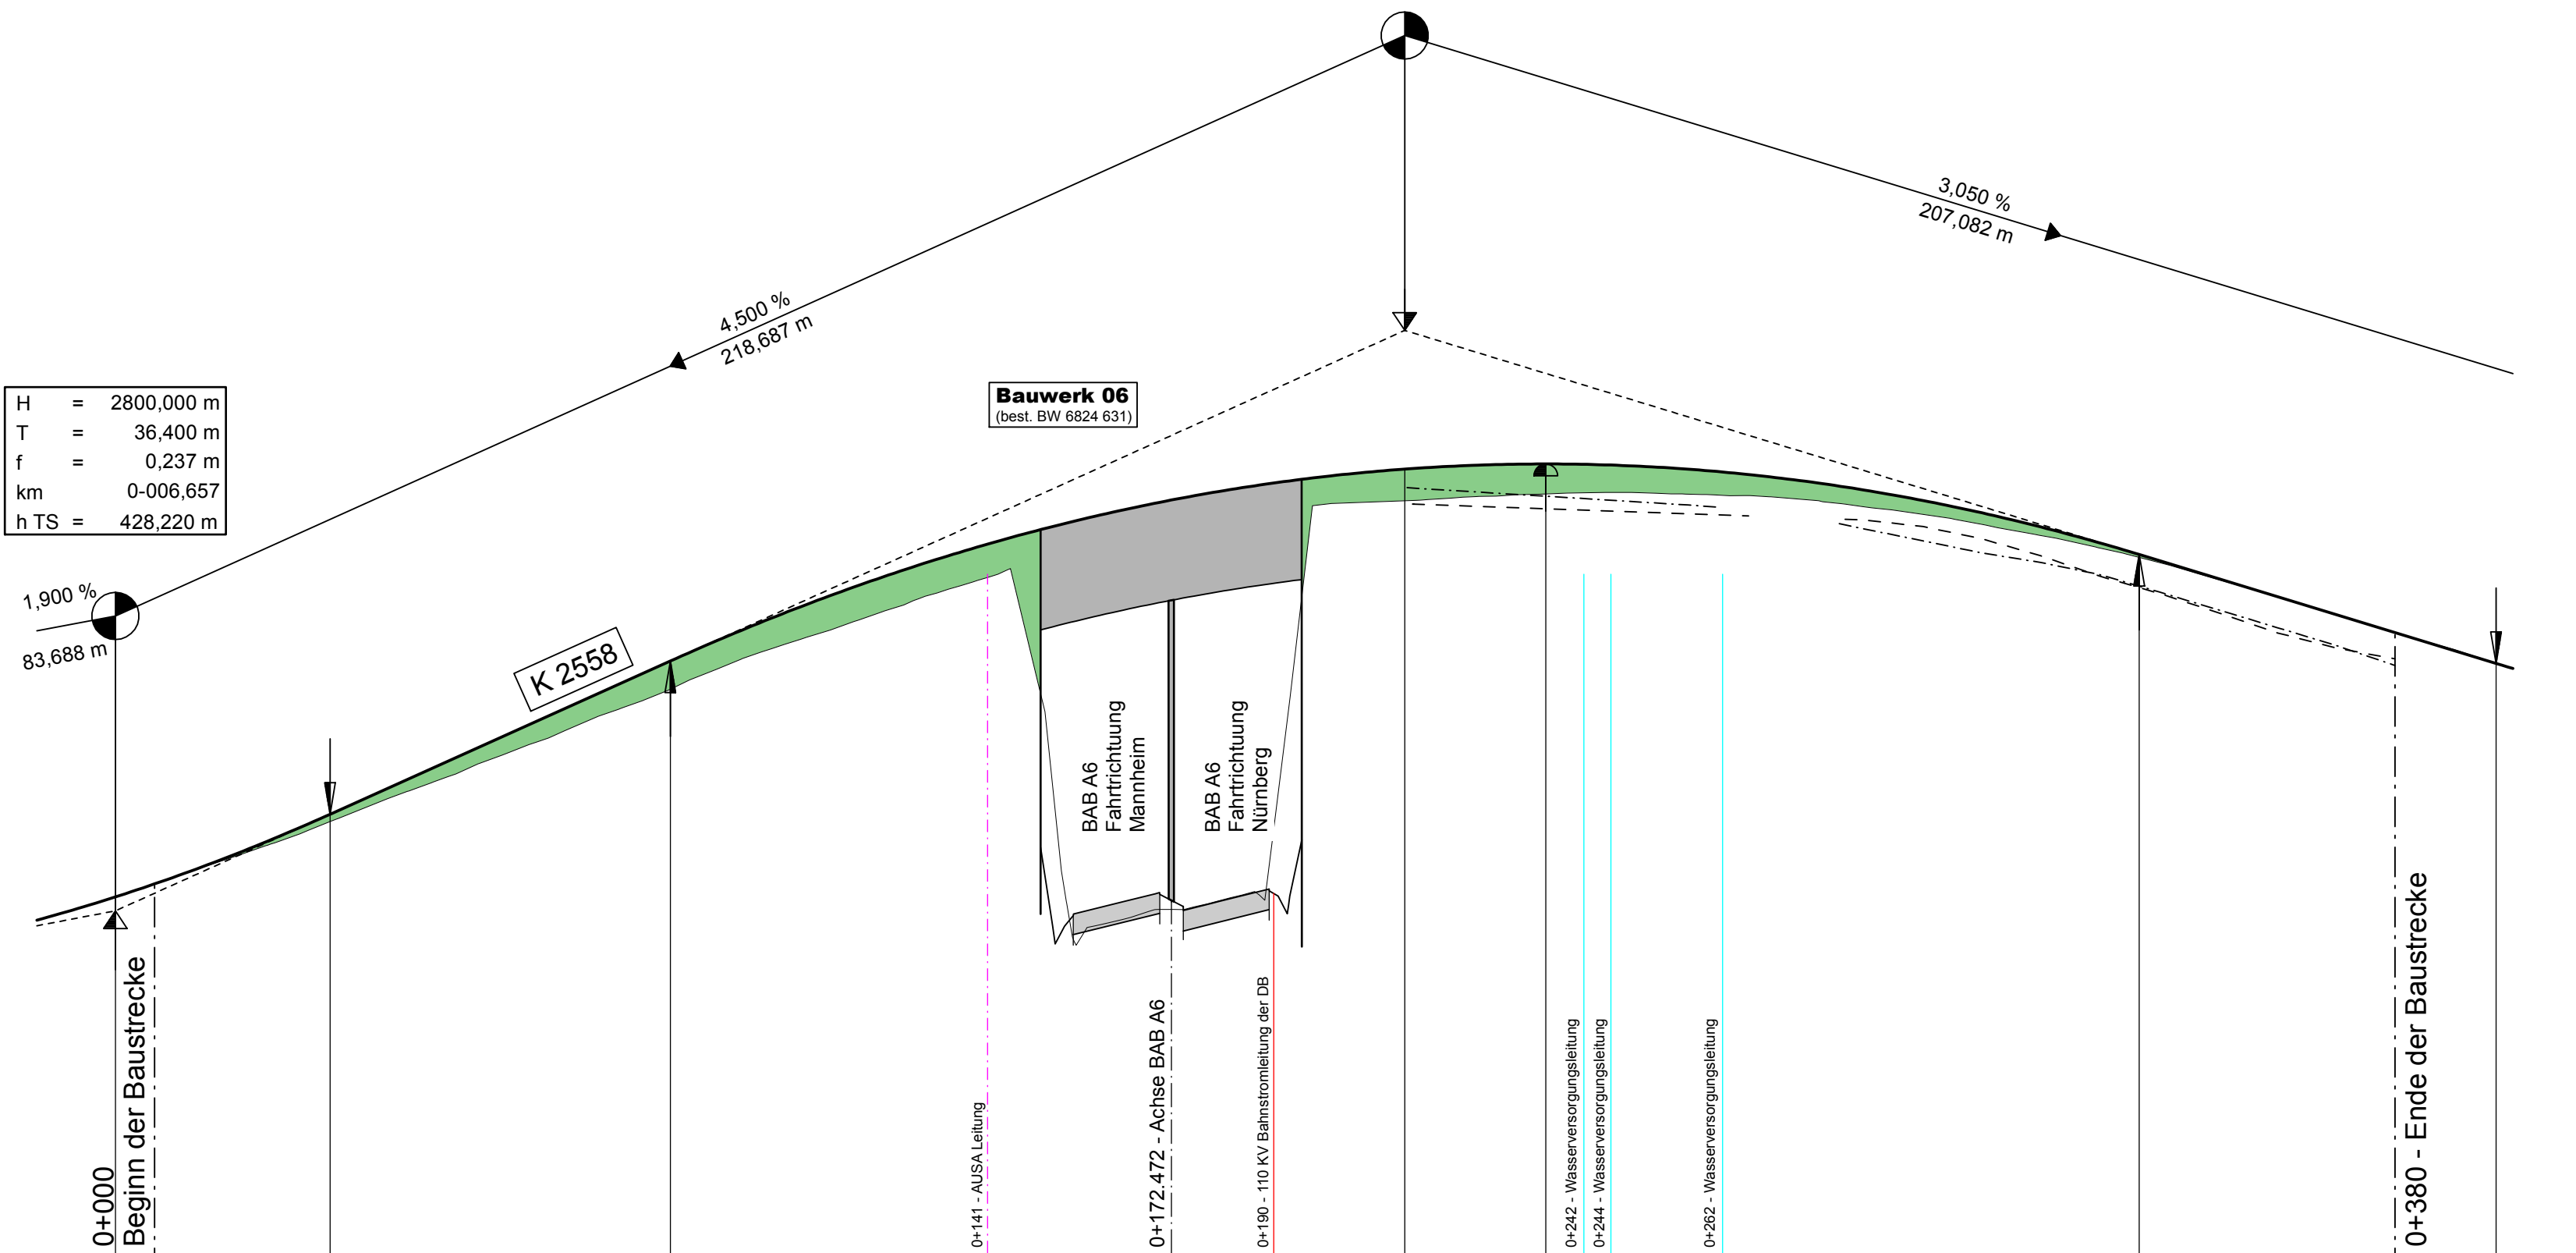 3,050 %
207,082 m
4,500 %
218,687 m
H = 2800,000 m
T = 36,400 m
f = 0,237 m
km 0-006,657
h TS = 428,220 m
Bauwerk 06
(best. BW 6824 631)
1,900 %
83,688 m
K 2558
BAB A6
Fahrtrichtuung
Mannheim
BAB A6
Fahrtrichtuung
Nürnberg
0+000
Beginn der Baustrecke
0+141 - AUSA Leitung
0+172.472 - Achse BAB A6
0+190 - 110 KV Bahnstromleitung der DB
0+242 - Wasserversorgungsleitung
0+244 - Wasserversorgungsleitung
0+262 - Wasserversorgungsleitung
0+380 - Ende der Baustrecke